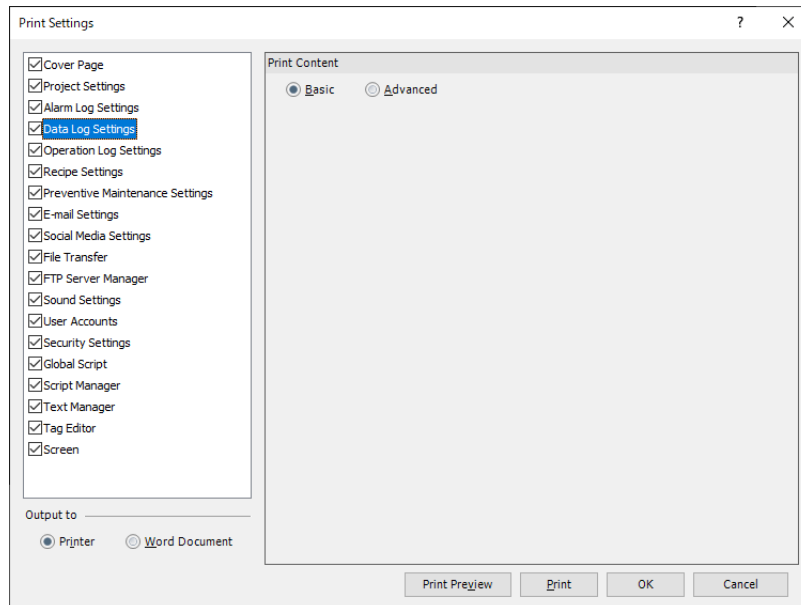 Print Settings
?
Cover Page
Project Settings
Alarm Log Settings
Data Log Settings
Operation Log Settings
Recipe Settings
Preventive Maintenance Settings
E-mail Settings
Social Media Settings
File Transfer
FTP Server Manager
Sound Settings
User Accounts
Security Settings
Global Script
Script Manager
Text Manager
Tag Editor
Screen
Output to
Printer Word Document
Print Content
Basic Advanced
Print Preview Print OK Cancel